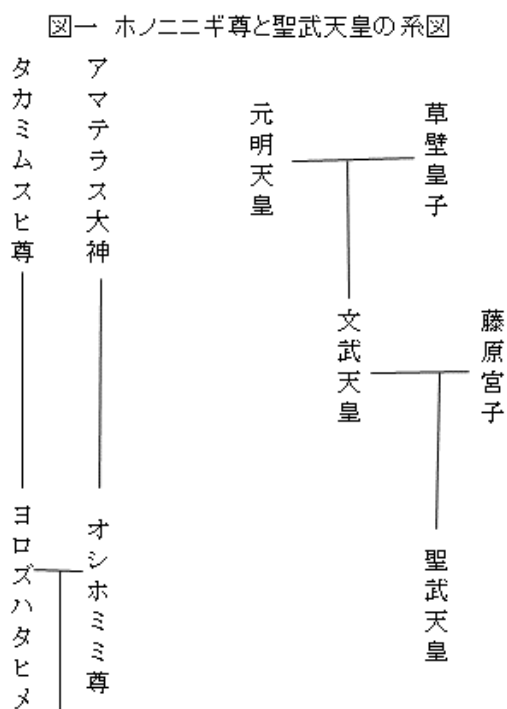 図一 ホノニニギ尊と聖武天皇の系図
草壁皇子
元明天皇
アマテラス大神
タカミムスヒ尊
藤原宮子
文武天皇
聖武天皇
オシホミミ尊
ヨロズハタヒメ